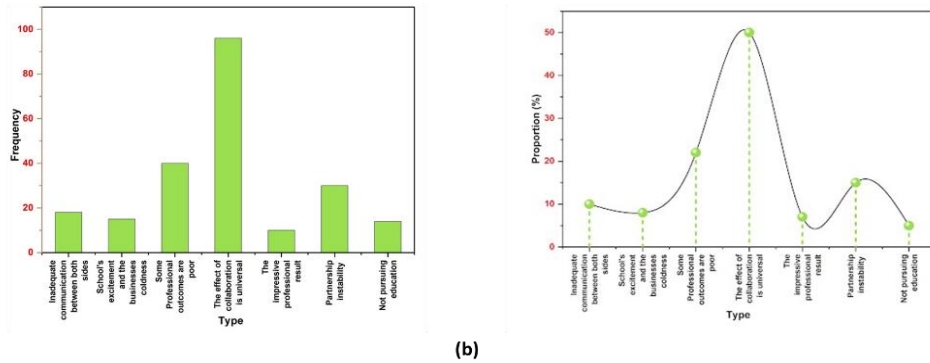 100
80
60
40
20
0
Frequency
Inadequate
communication
between both
sides
School's
excitement
and the
businesses
coldness
Some
Professional
outcomes are
poor
The effect of
collaboration
is universal
The
impressive
professional
result
Partnership
instability
Not pursuing
education
Type
50
40
30
20
10
0
Proportion (%)
Inadequate
communication
between both
sides
School's
excitement
and the
businesses
coldness
Some
Professional
outcomes are
poor
The effect of
collaboration
is universal
The
impressive
professional
result
Partnership
instability
Not pursuing
education
Type
(b)